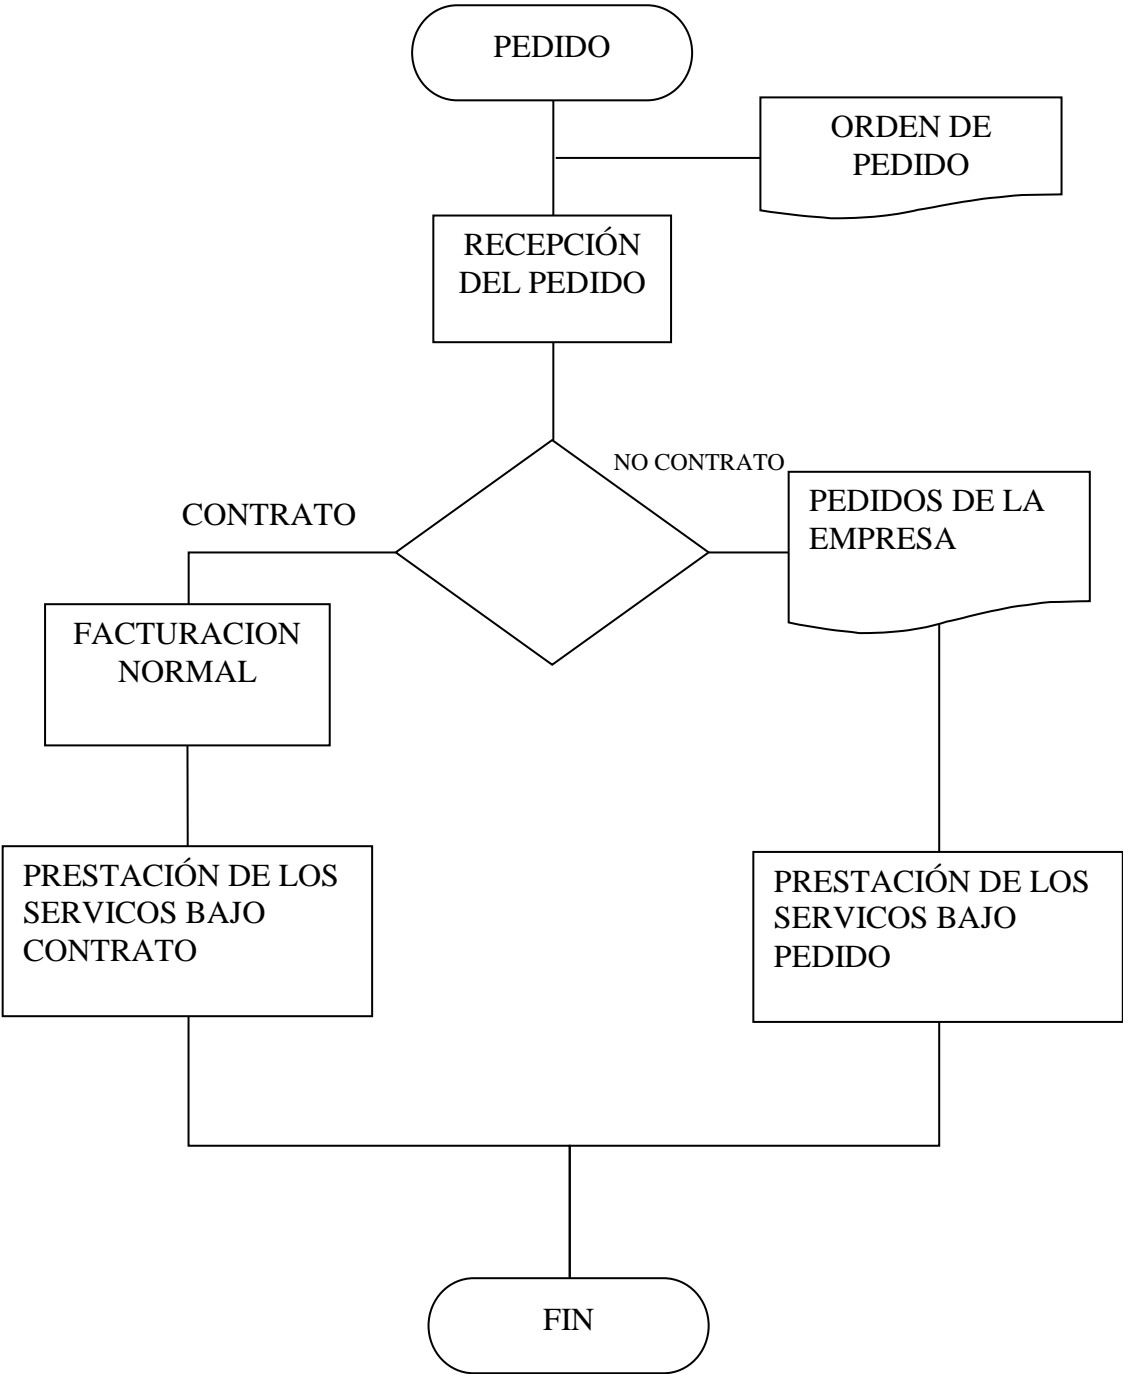 PEDIDO
ORDEN DE
PEDIDO
RECEPCIÓN
DEL PEDIDO
NO CONTRATO
CONTRATO
PEDIDOS DE LA
EMPRESA
FACTURACION
NORMAL
PRESTACIÓN DE LOS
SERVICOS BAJO
CONTRATO
PRESTACIÓN DE LOS
SERVICOS BAJO
PEDIDO
FIN